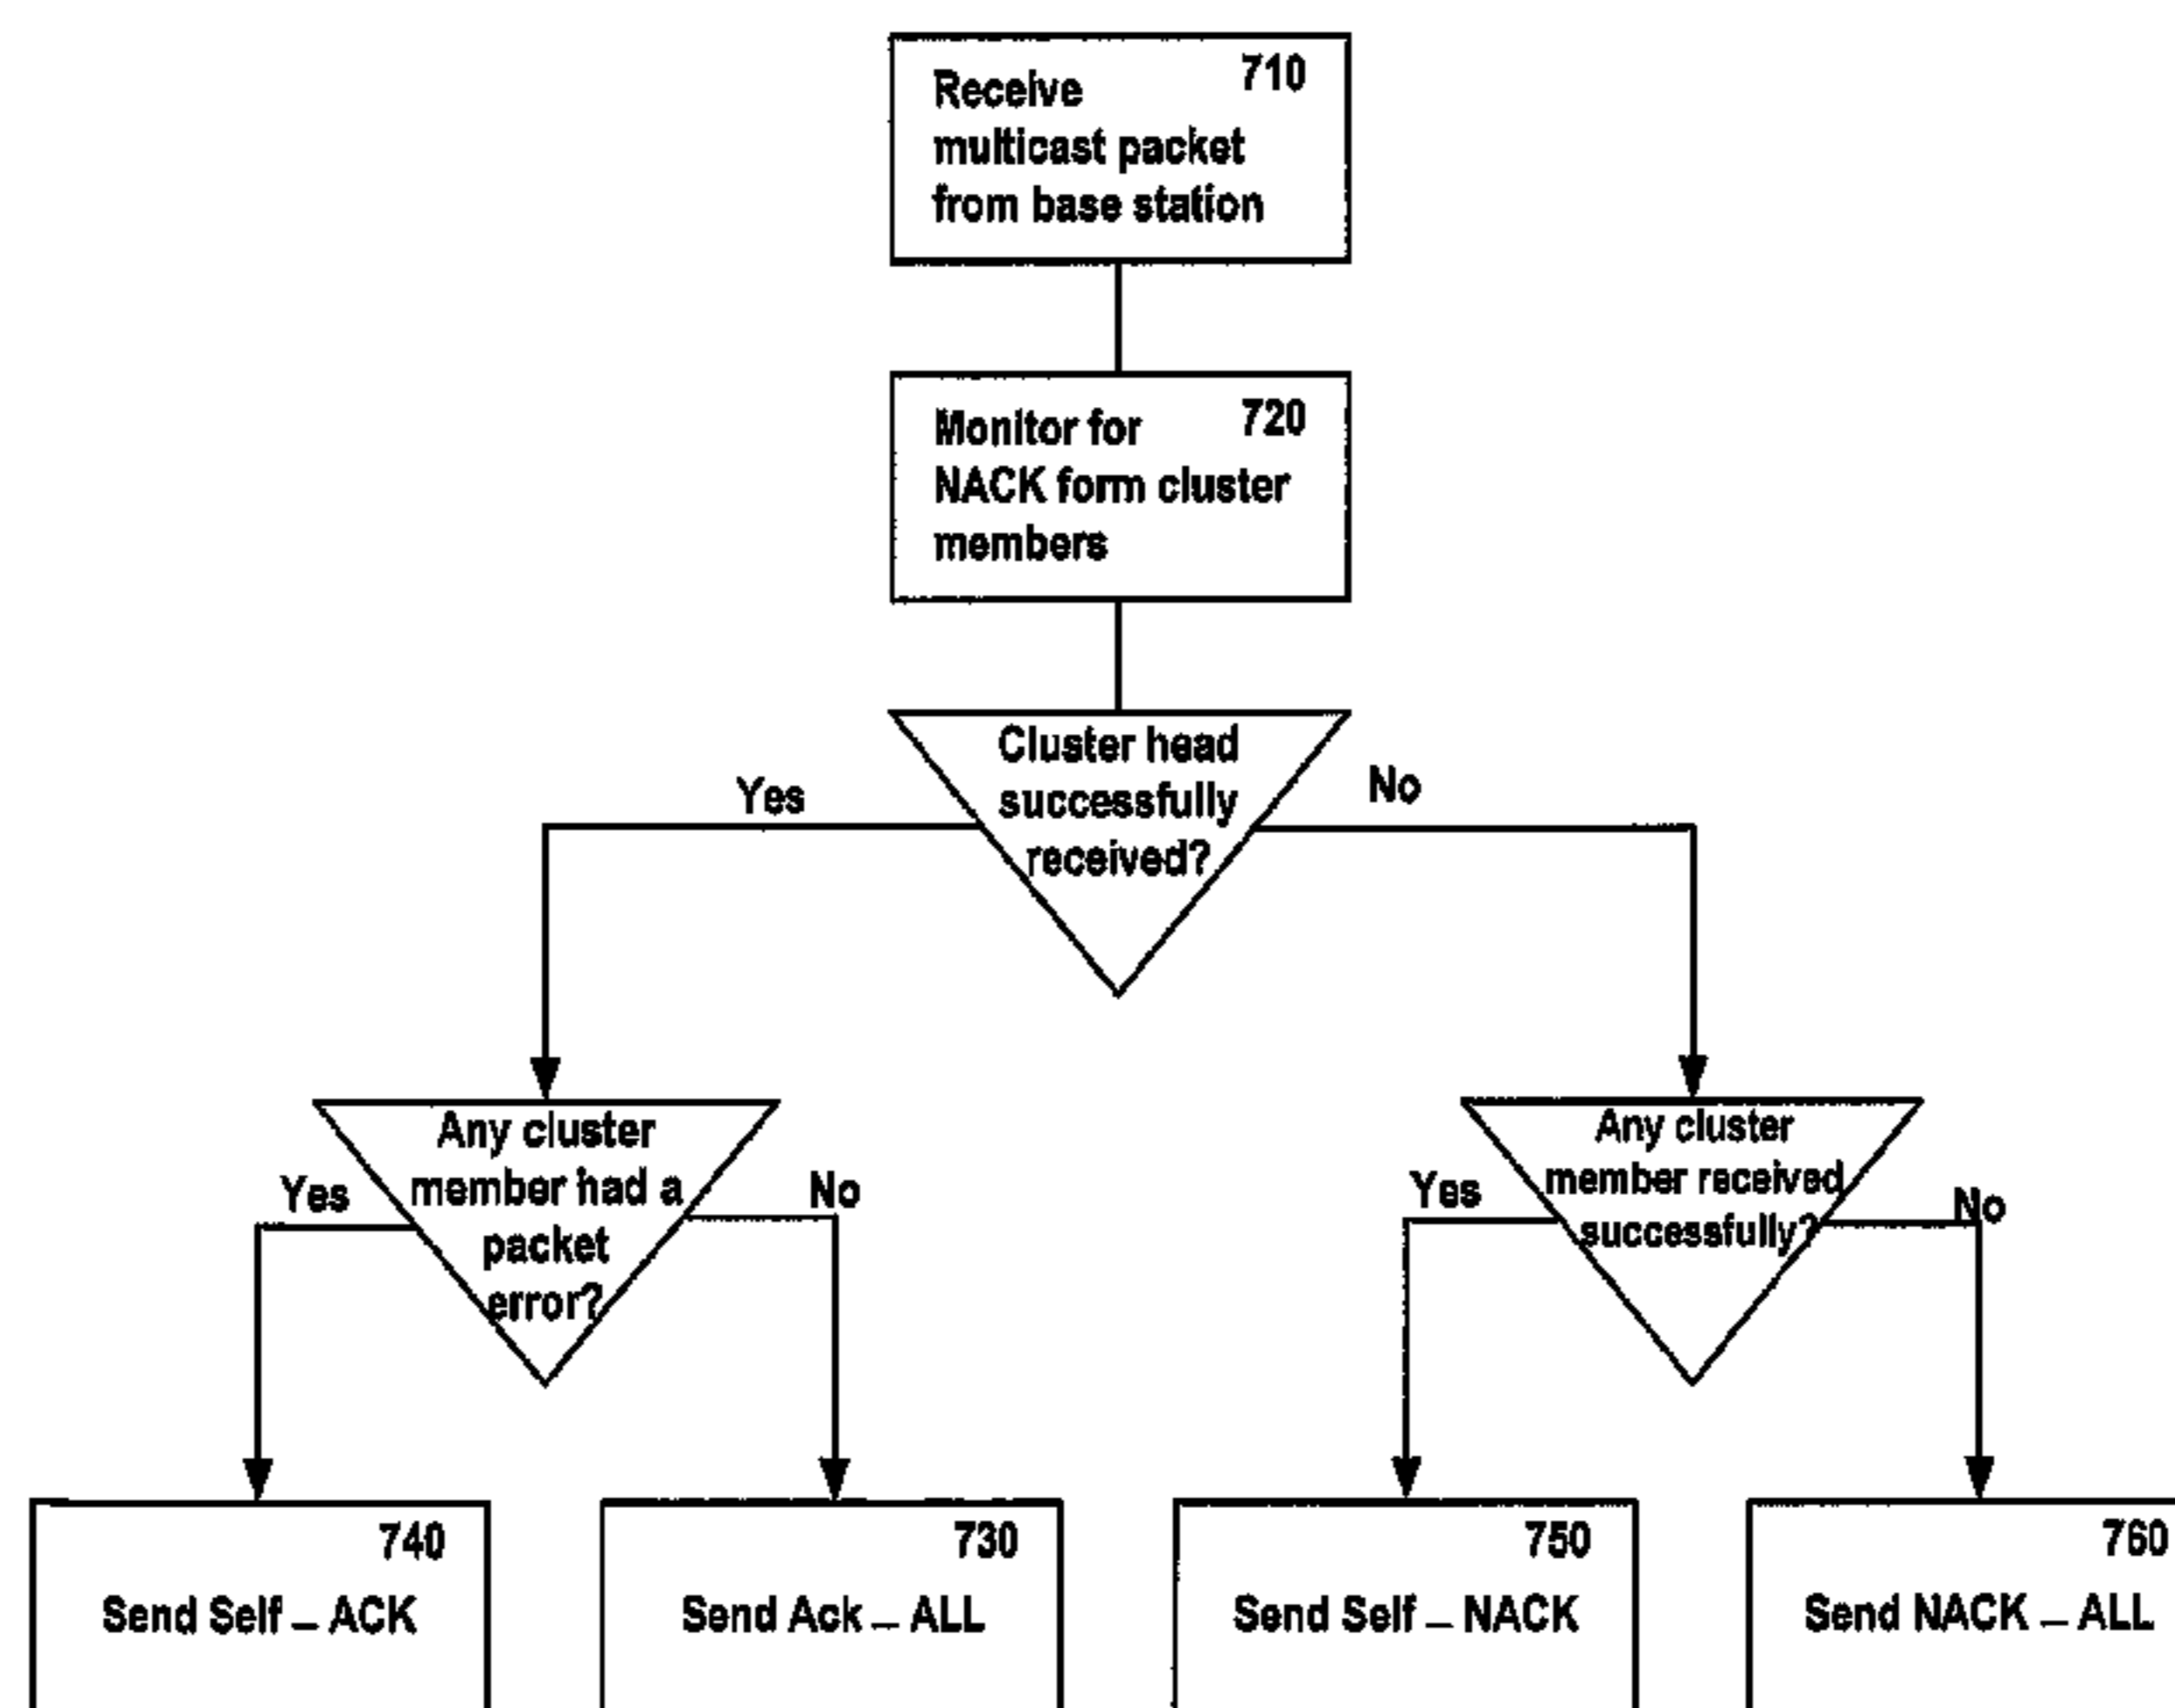 710
Receive
multicast packet
from base station
720
Monitor for
NACK form cluster
members
Cluster head
successfully
received?
Yes
No
Any cluster
member had a
packet
error?
Yes
No
Any cluster
member received
successfully?
Yes
No
740
Send Self – ACK
730
Send Ack – ALL
750
Send Self – NACK
760
Send NACK – ALL